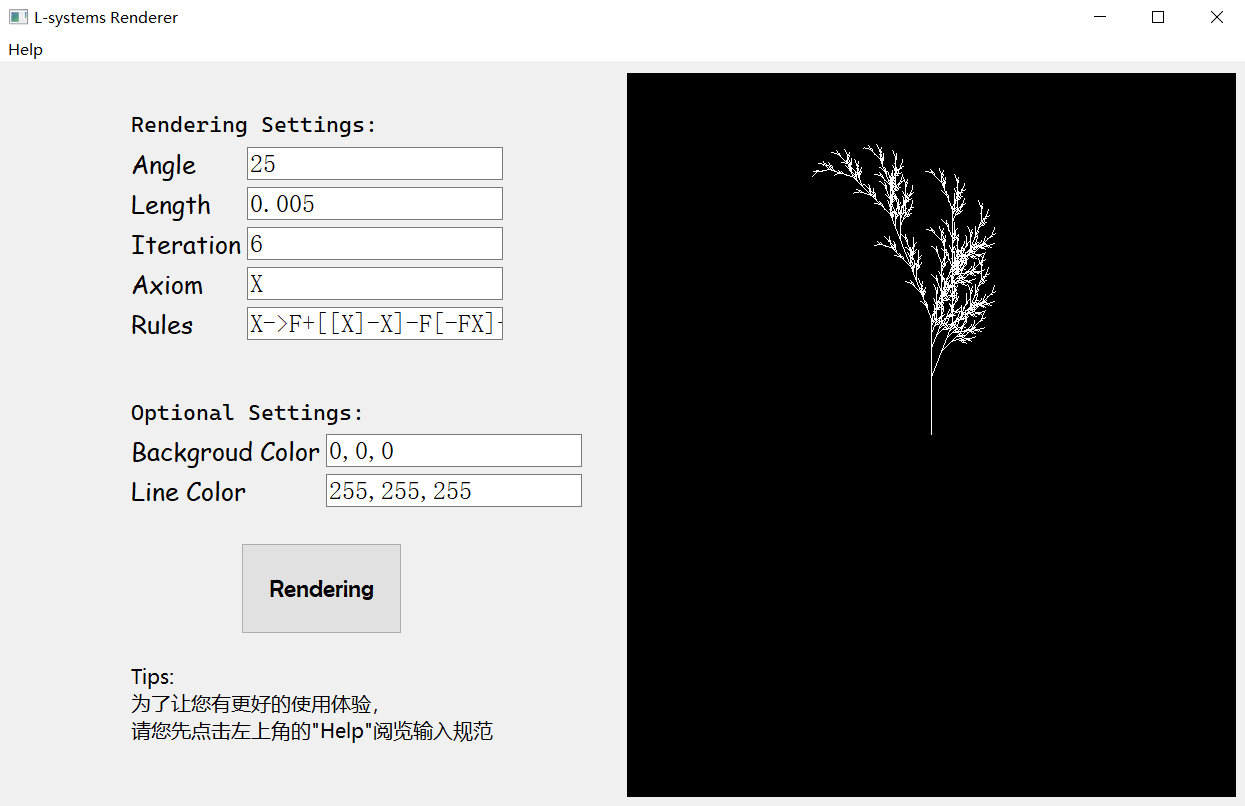 L-systems Renderer
Help
Rendering Settings:
Angle 25
Length 0.005
Iteration 6
Axiom X
Rules X->F+[[X]-X]-F[-FX]-
Optional Settings:
Backgroud Color 0,0,0
Line Color 255,255,255
Rendering
Tips:
为了让您有更好的使用体验，
请您先点击左上角的"Help"阅览输入规范